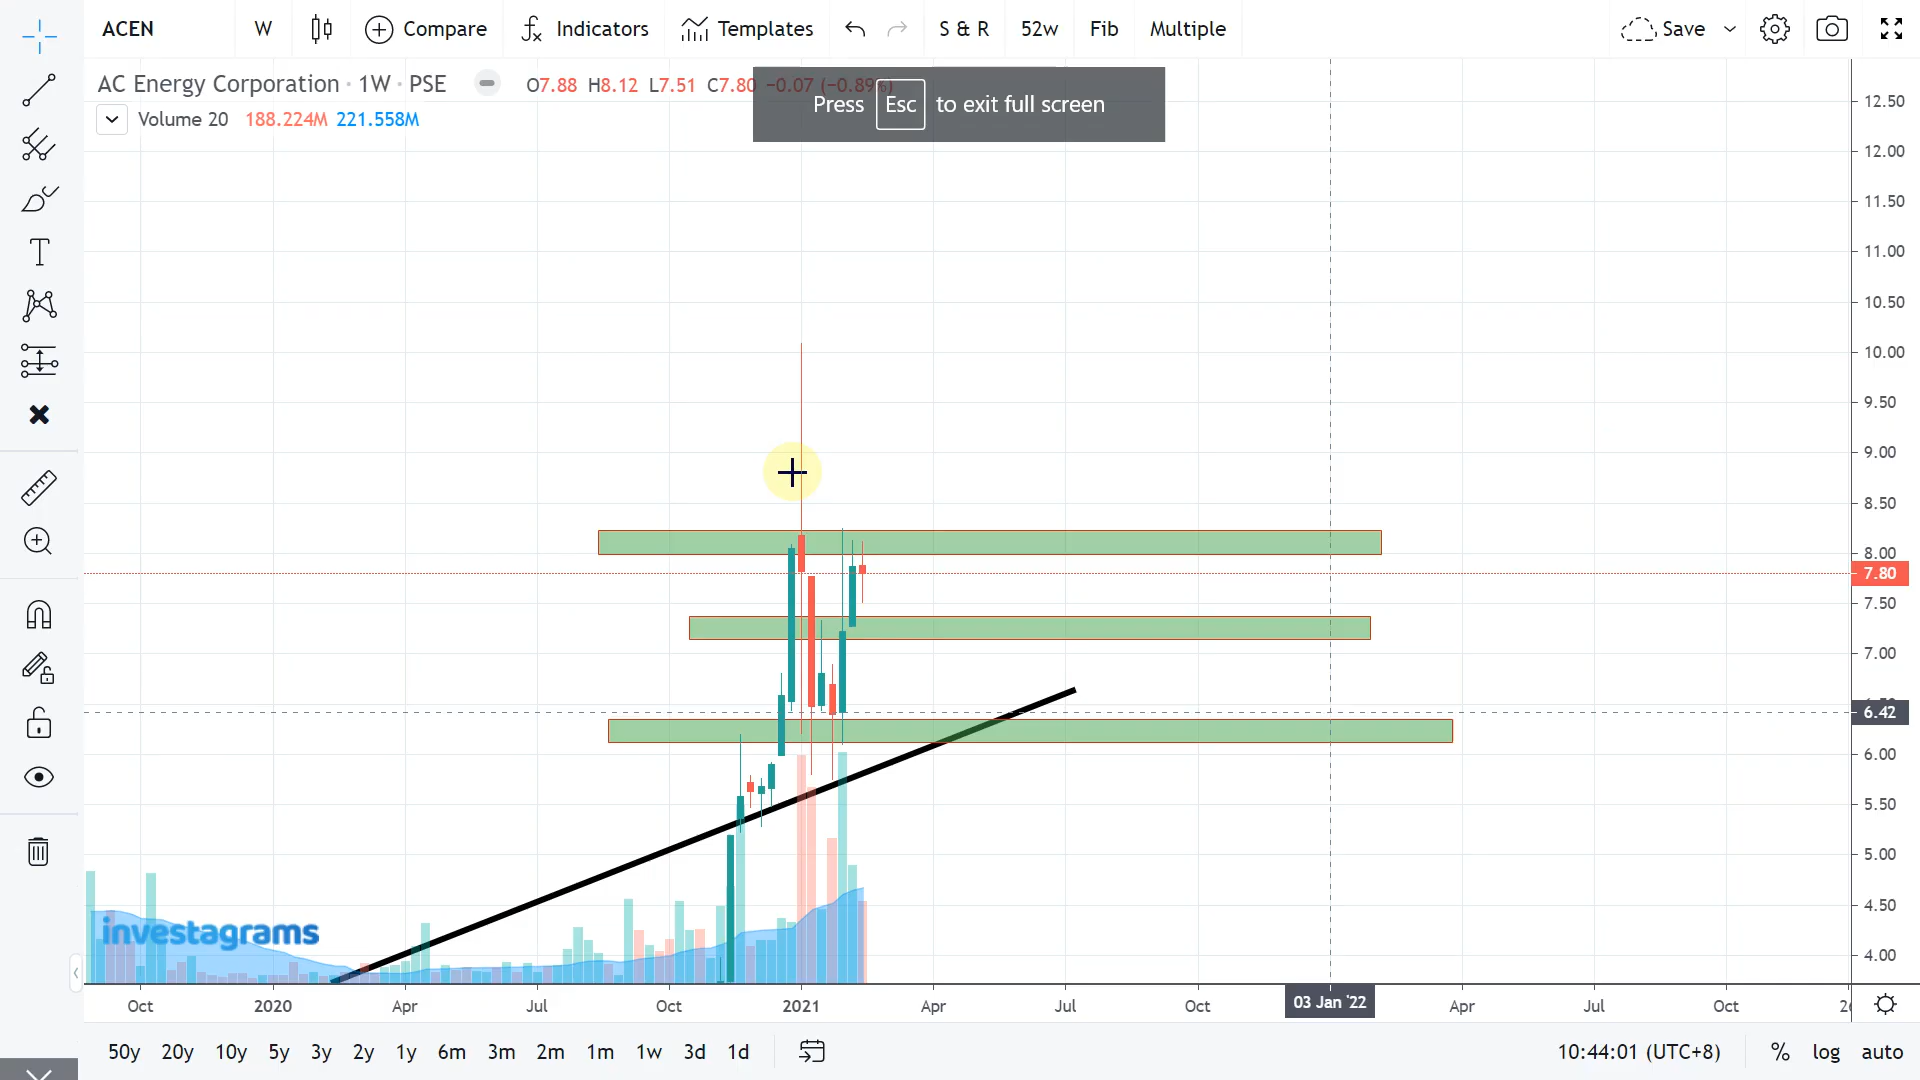 ACEN W Compare Indicators Templates S & R 52w Fib Multiple Save
AC Energy Corporation · 1W · PSE O7.88 H8.12 L7.51 C7.80 −0.07 (−0.89%)
Press Esc to exit full screen
Volume 20 188.224M 221.558M
12.50
12.00
11.50
11.00
10.50
10.00
9.50
9.00
8.50
8.00
7.80
7.50
7.00
6.42
6.00
5.50
5.00
4.50
4.00
investagrams
Oct 2020 Apr Jul Oct 2021 Apr Jul Oct 03 Jan '22 Apr Jul Oct
50y 20y 10y 5y 3y 2y 1y 6m 3m 2m 1m 1w 3d 1d 10:44:01 (UTC+8) % log auto